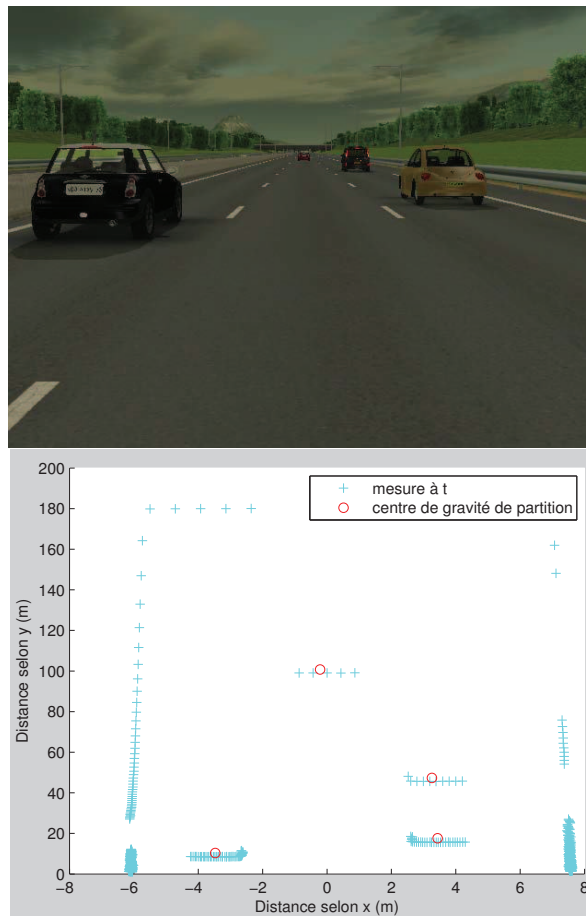 200
180
160
140
120
100
80
60
40
20
0
Distance selon y (m)
mesure à t
centre de gravité de partition
−8 −6 −4 −2 0 2 4 6 8
Distance selon x (m)